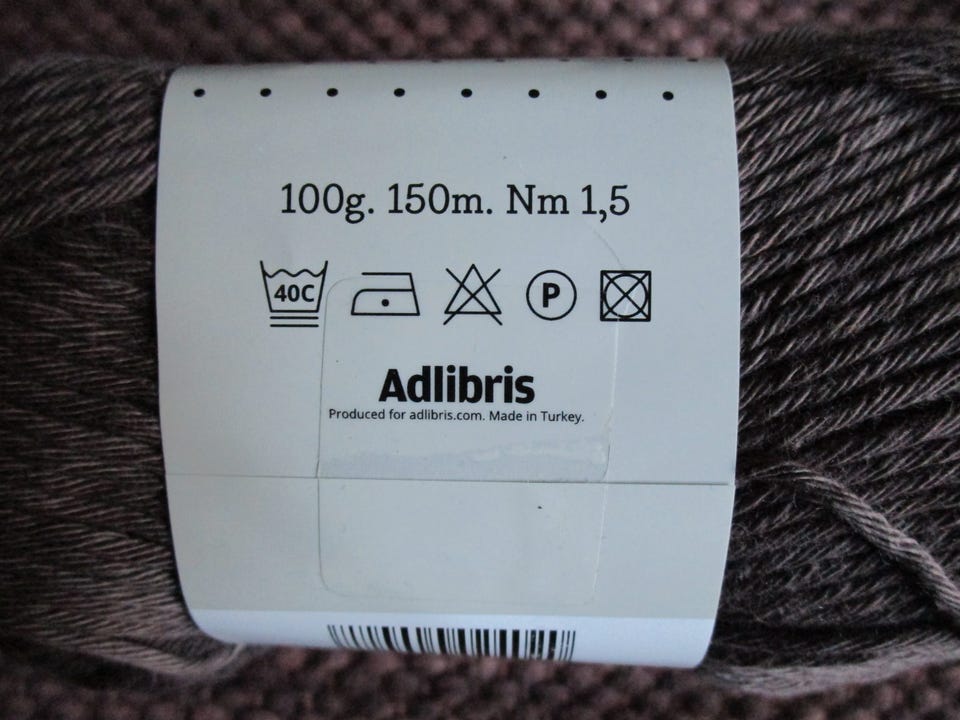 100g. 150m. Nm 1,5
40C
P
Adlibris
Produced for adlibris.com. Made in Turkey.